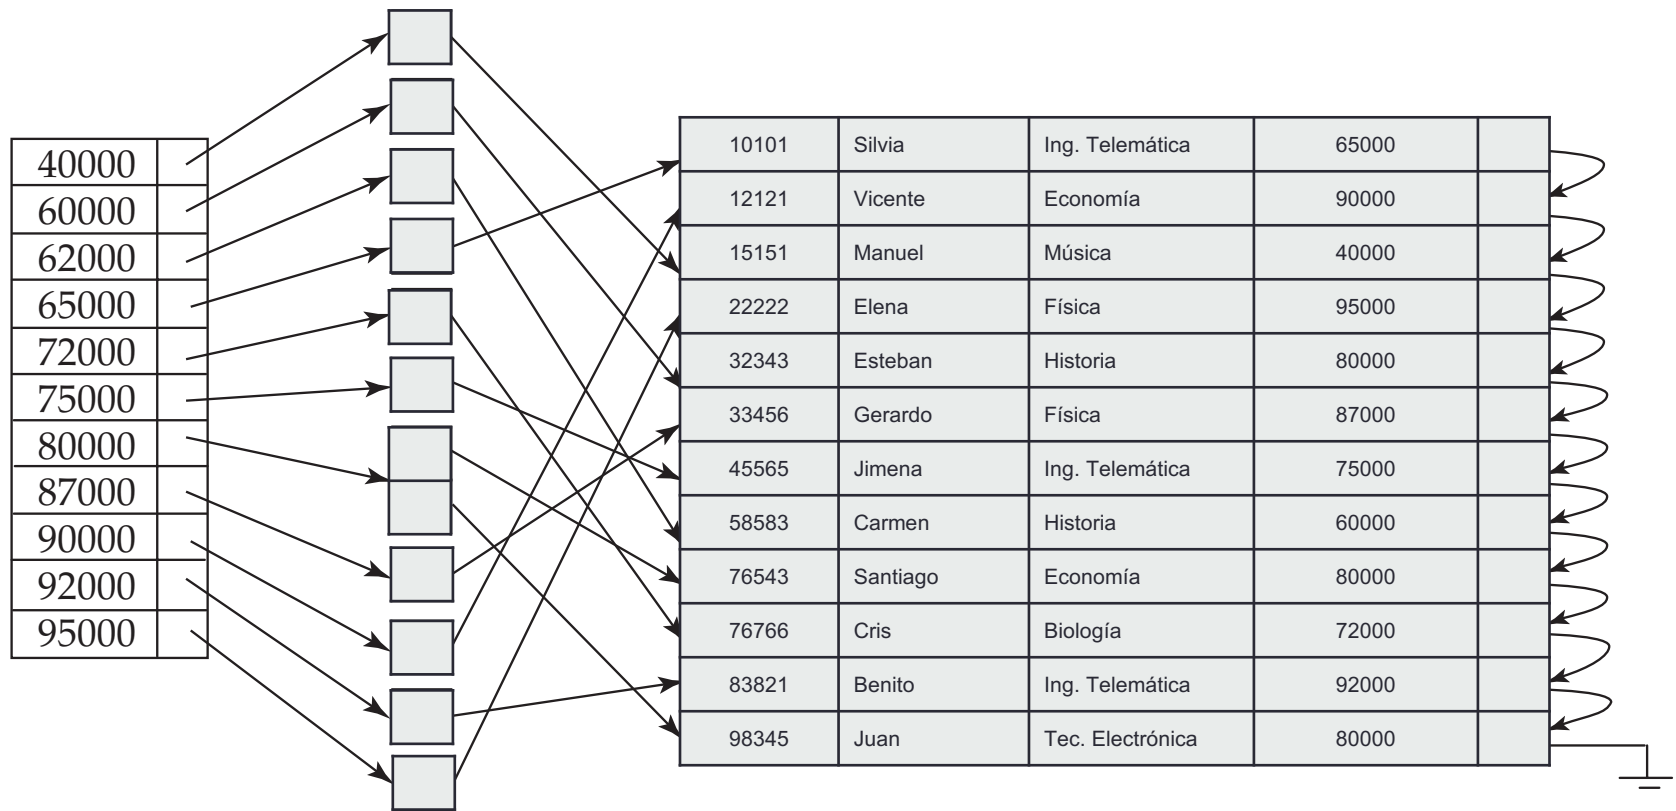 40000
60000
62000
65000
72000
75000
80000
87000
90000
92000
95000
10101 Silvia Ing. Telemática 65000
12121 Vicente Economía 90000
15151 Manuel Música 40000
22222 Elena Física 95000
32343 Esteban Historia 80000
33456 Gerardo Física 87000
45565 Jimena Ing. Telemática 75000
58583 Carmen Historia 60000
76543 Santiago Economía 80000
76766 Cris Biología 72000
83821 Benito Ing. Telemática 92000
98345 Juan Tec. Electrónica 80000